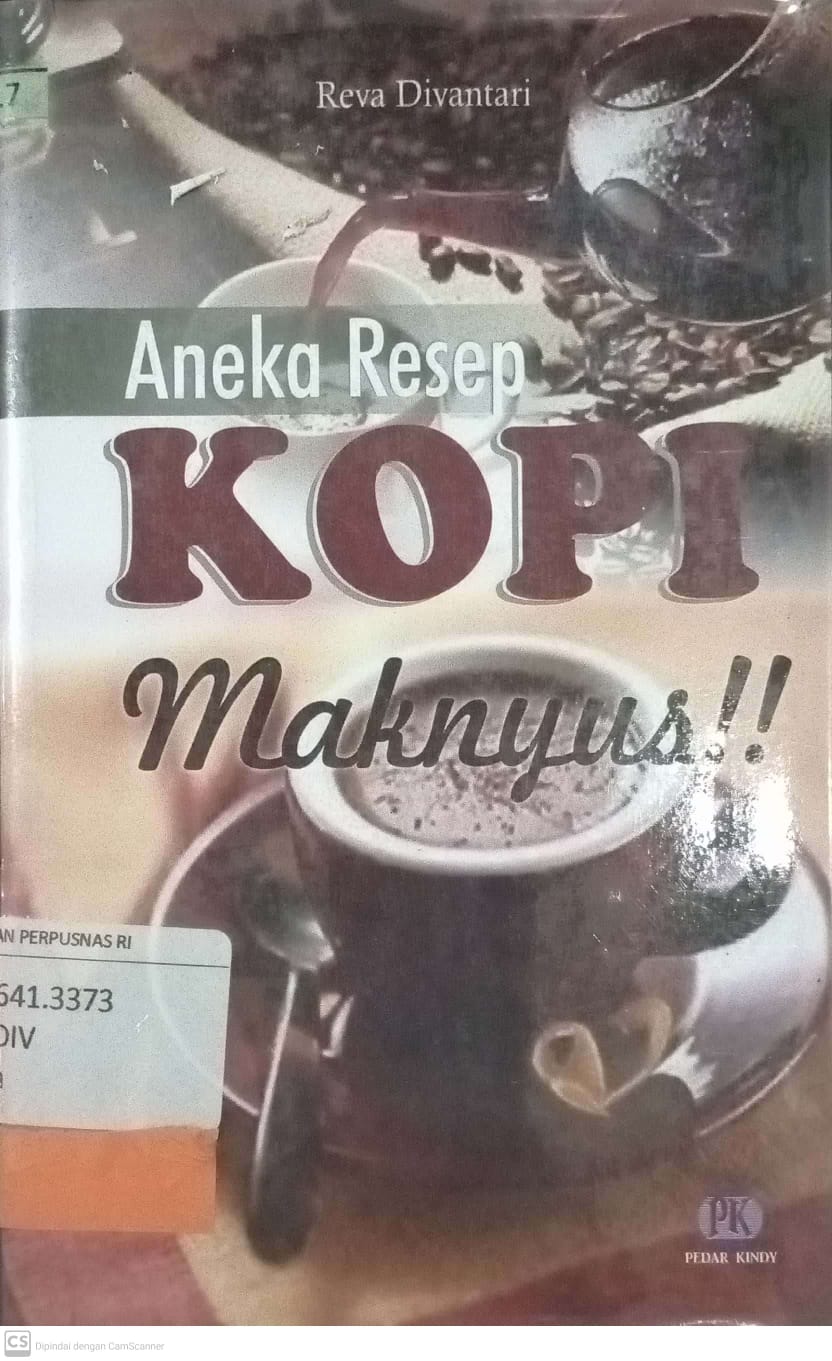 .7
Reva Divantari
Aneka Resep
KOPI
Maknyus!!
AN PERPUSNAS RI
641.3373
DIV
a
PK
PEDAR KINDY
CS Dipindai dengan CamScanner